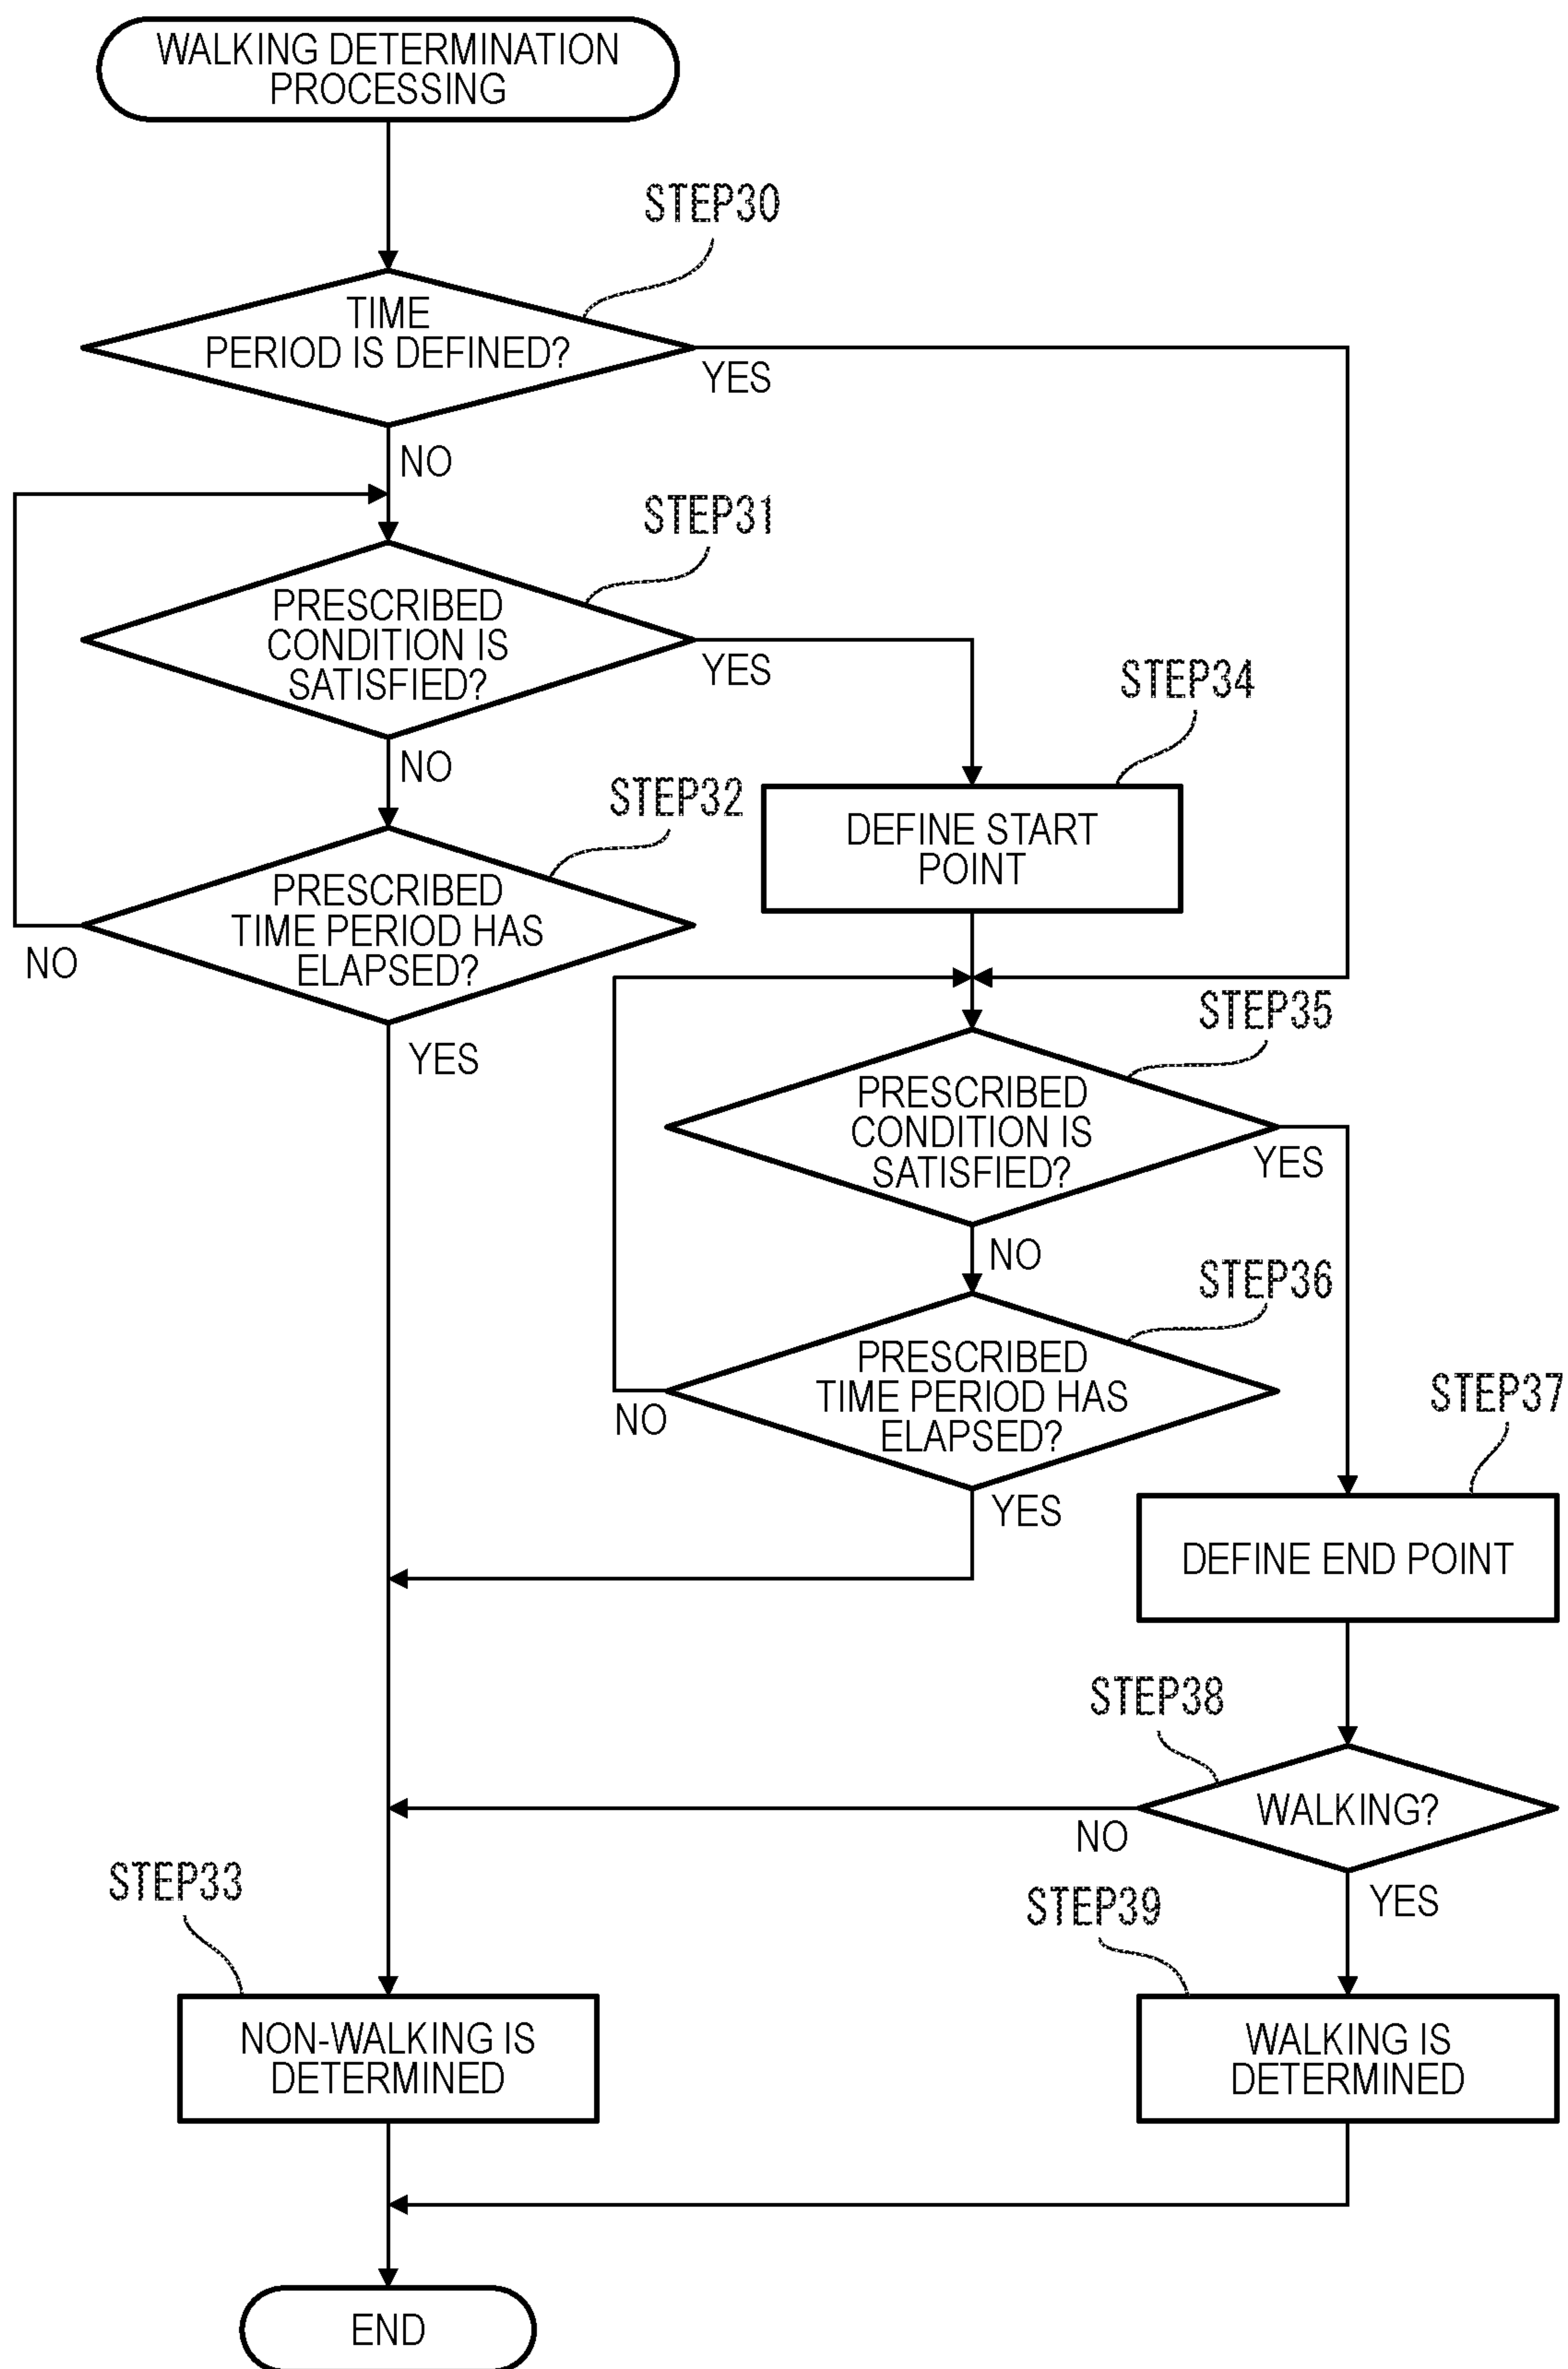 WALKING DETERMINATION
PROCESSING
STEP30
TIME
PERIOD IS DEFINED?
YES
NO
STEP31
PRESCRIBED
CONDITION IS
SATISFIED?
YES
NO
STEP34
DEFINE START
POINT
STEP32
PRESCRIBED
TIME PERIOD HAS
ELAPSED?
NO
YES
STEP35
PRESCRIBED
CONDITION IS
SATISFIED?
YES
NO
STEP36
PRESCRIBED
TIME PERIOD HAS
ELAPSED?
NO
YES
STEP37
DEFINE END POINT
STEP38
WALKING?
NO
YES
STEP33
NON-WALKING IS
DETERMINED
STEP39
WALKING IS
DETERMINED
END